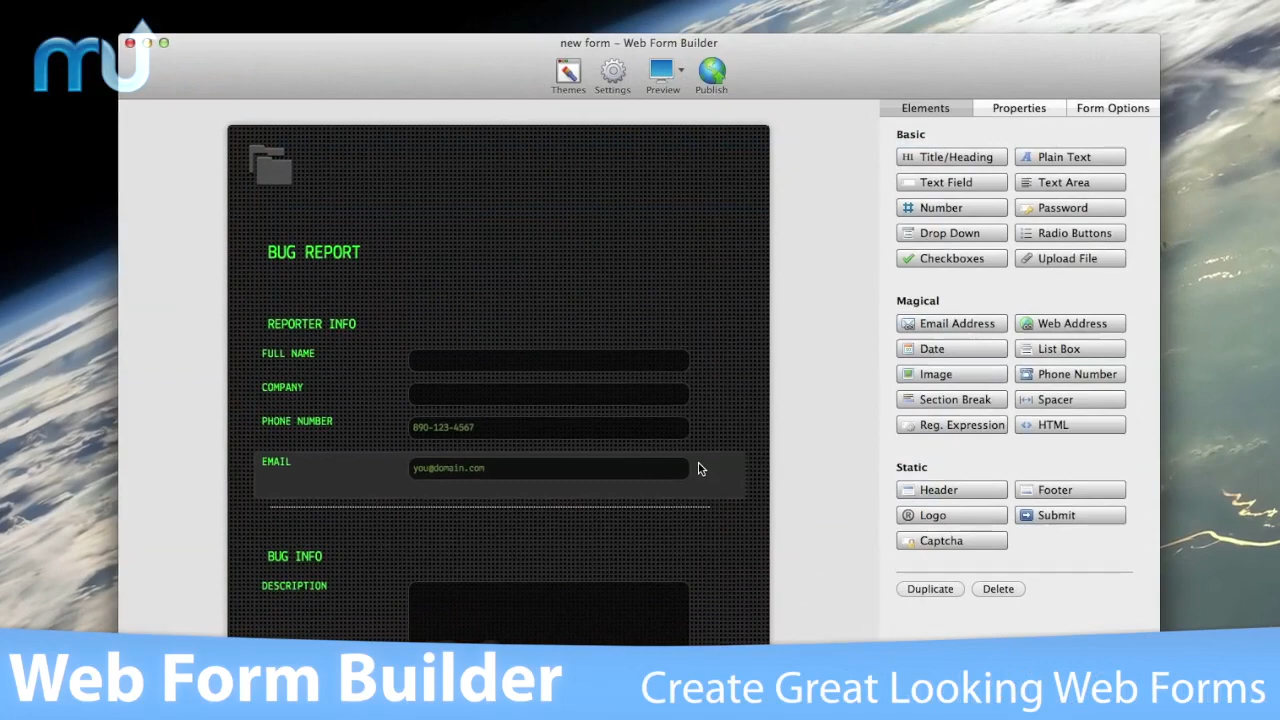 mu
new form – Web Form Builder
Themes Settings Preview Publish
Elements Properties Form Options
Basic
H1 Title/Heading A Plain Text
Text Field Text Area
Number Password
Drop Down Radio Buttons
Checkboxes Upload File
Magical
Email Address Web Address
Date List Box
Image Phone Number
Section Break Spacer
Reg. Expression HTML
Static
Header Footer
® Logo Submit
Captcha
Duplicate Delete
BUG REPORT
REPORTER INFO
FULL NAME
COMPANY
PHONE NUMBER 890-123-4567
EMAIL you@domain.com
BUG INFO
DESCRIPTION
Web Form Builder Create Great Looking Web Forms